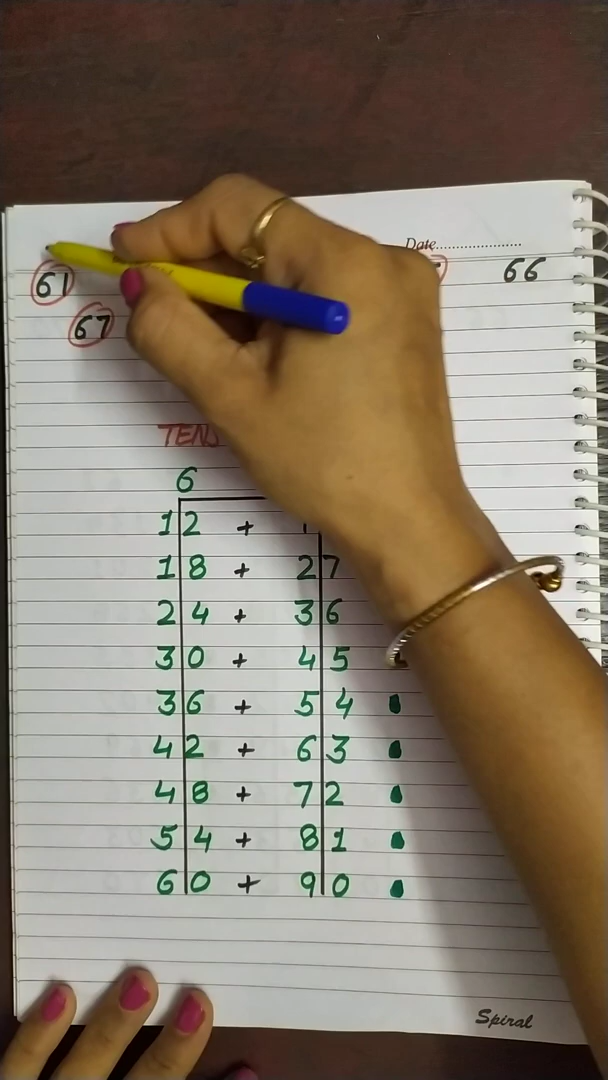 Date....................
61 66
67
TENS
6
12 +
18 + 27
24 + 36
30 + 45
36 + 54
42 + 63
48 + 72
54 + 81
60 + 90
Spiral